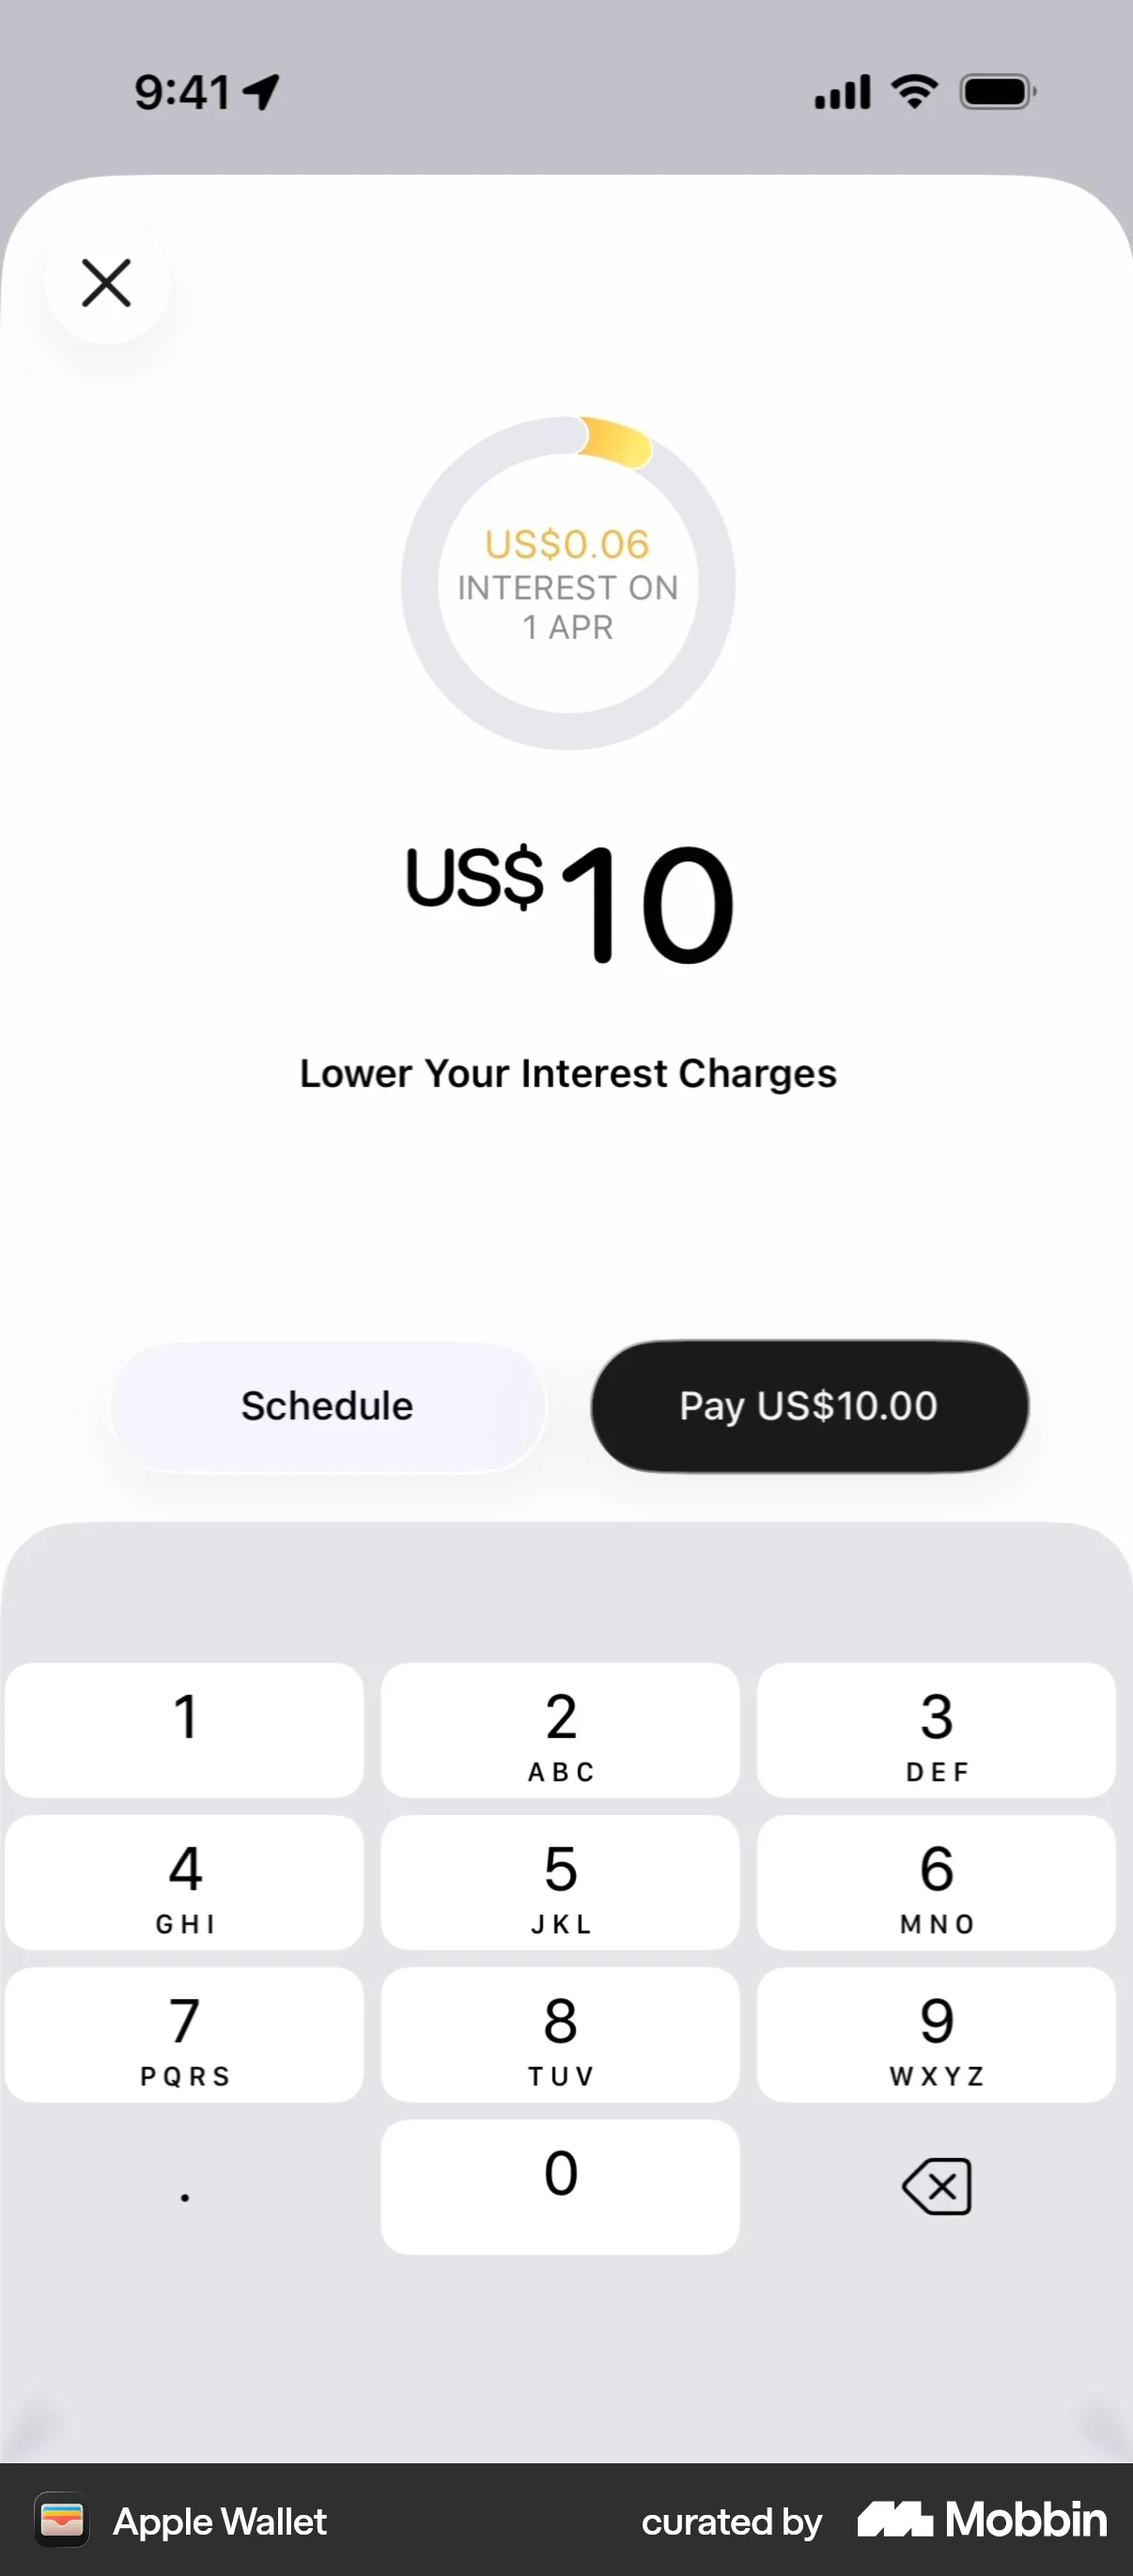 9:41
US$0.06
INTEREST ON
1 APR
US$10
Lower Your Interest Charges
Schedule
Pay US$10.00
1
2
ABC
3
DEF
4
GHI
5
JKL
6
MNO
7
PQRS
8
TUV
9
WXYZ
.
0
Apple Wallet
curated by Mobbin